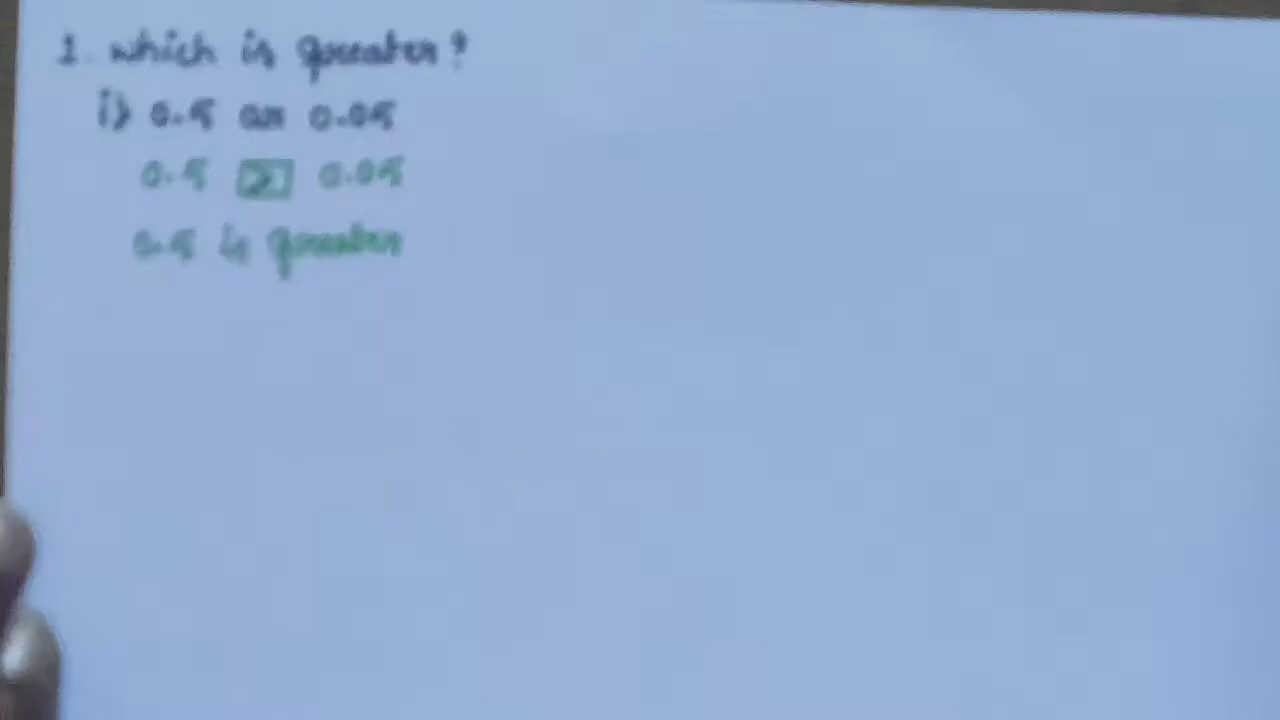 1. which is greater?
i) 0.5 or 0.05
0.5 > 0.05
0.5 is greater